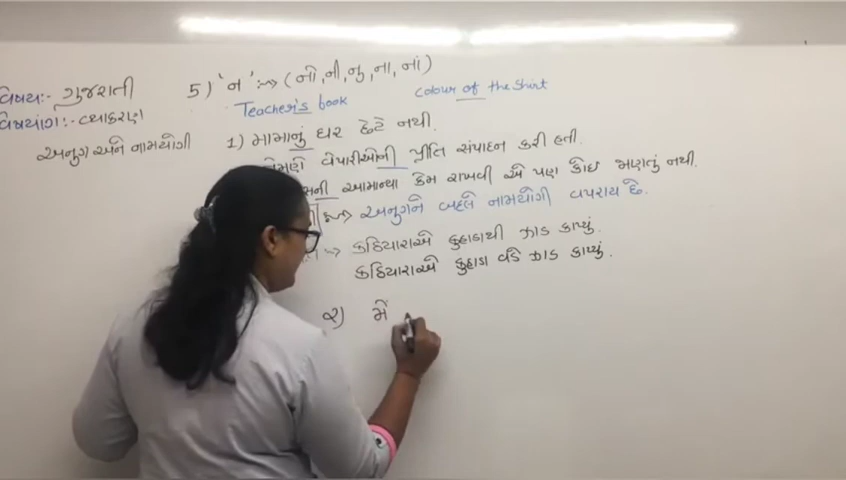 વિષય:- ગુજરાતી
વિષયાંગ:- વ્યાકરણ
અનુગ અને નામયોગી
5) 'ન' :~> (નો, ની, નુ, ના, નાં)
Teacher's book
Colour of the Shirt
1) મામાનું ઘર છેટે નથી.
વેપારીઓની પ્રીતિ સંપાદન કરી હતી.
સની આમાન્યા કેમ રાખવી એ પણ કોઇ જાણતું નથી.
અનુગને બદલે નામયોગી વપરાય છે.
કઠિયારાએ કુહાડાથી ઝાડ કાપ્યું.
કઠિયારાએ કુહાડા વડે ઝાડ કાપ્યું.
૨) મેં